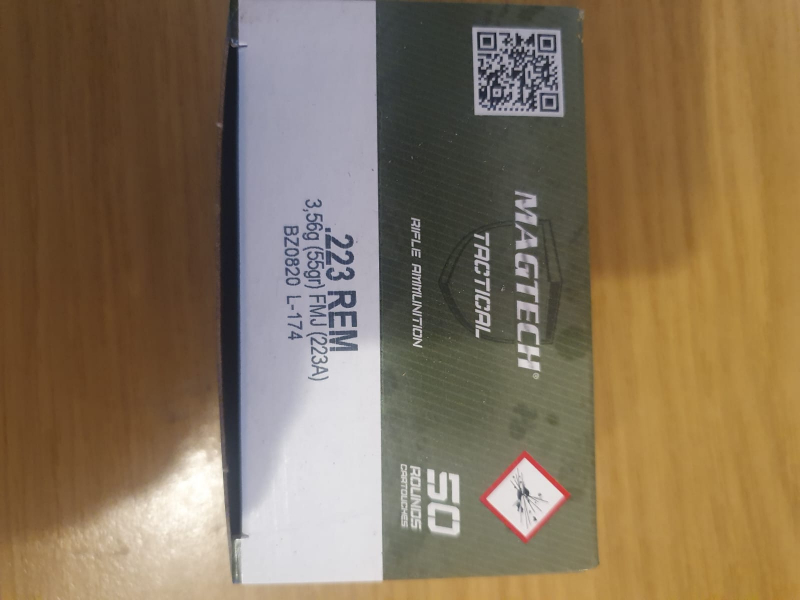 MAGTECH®
TACTICAL
RIFLE AMMUNITION
50
ROUNDS
CARTOUCHES
.223 REM
3,56g (55gr) FMJ (223A)
BZ0820 L-174